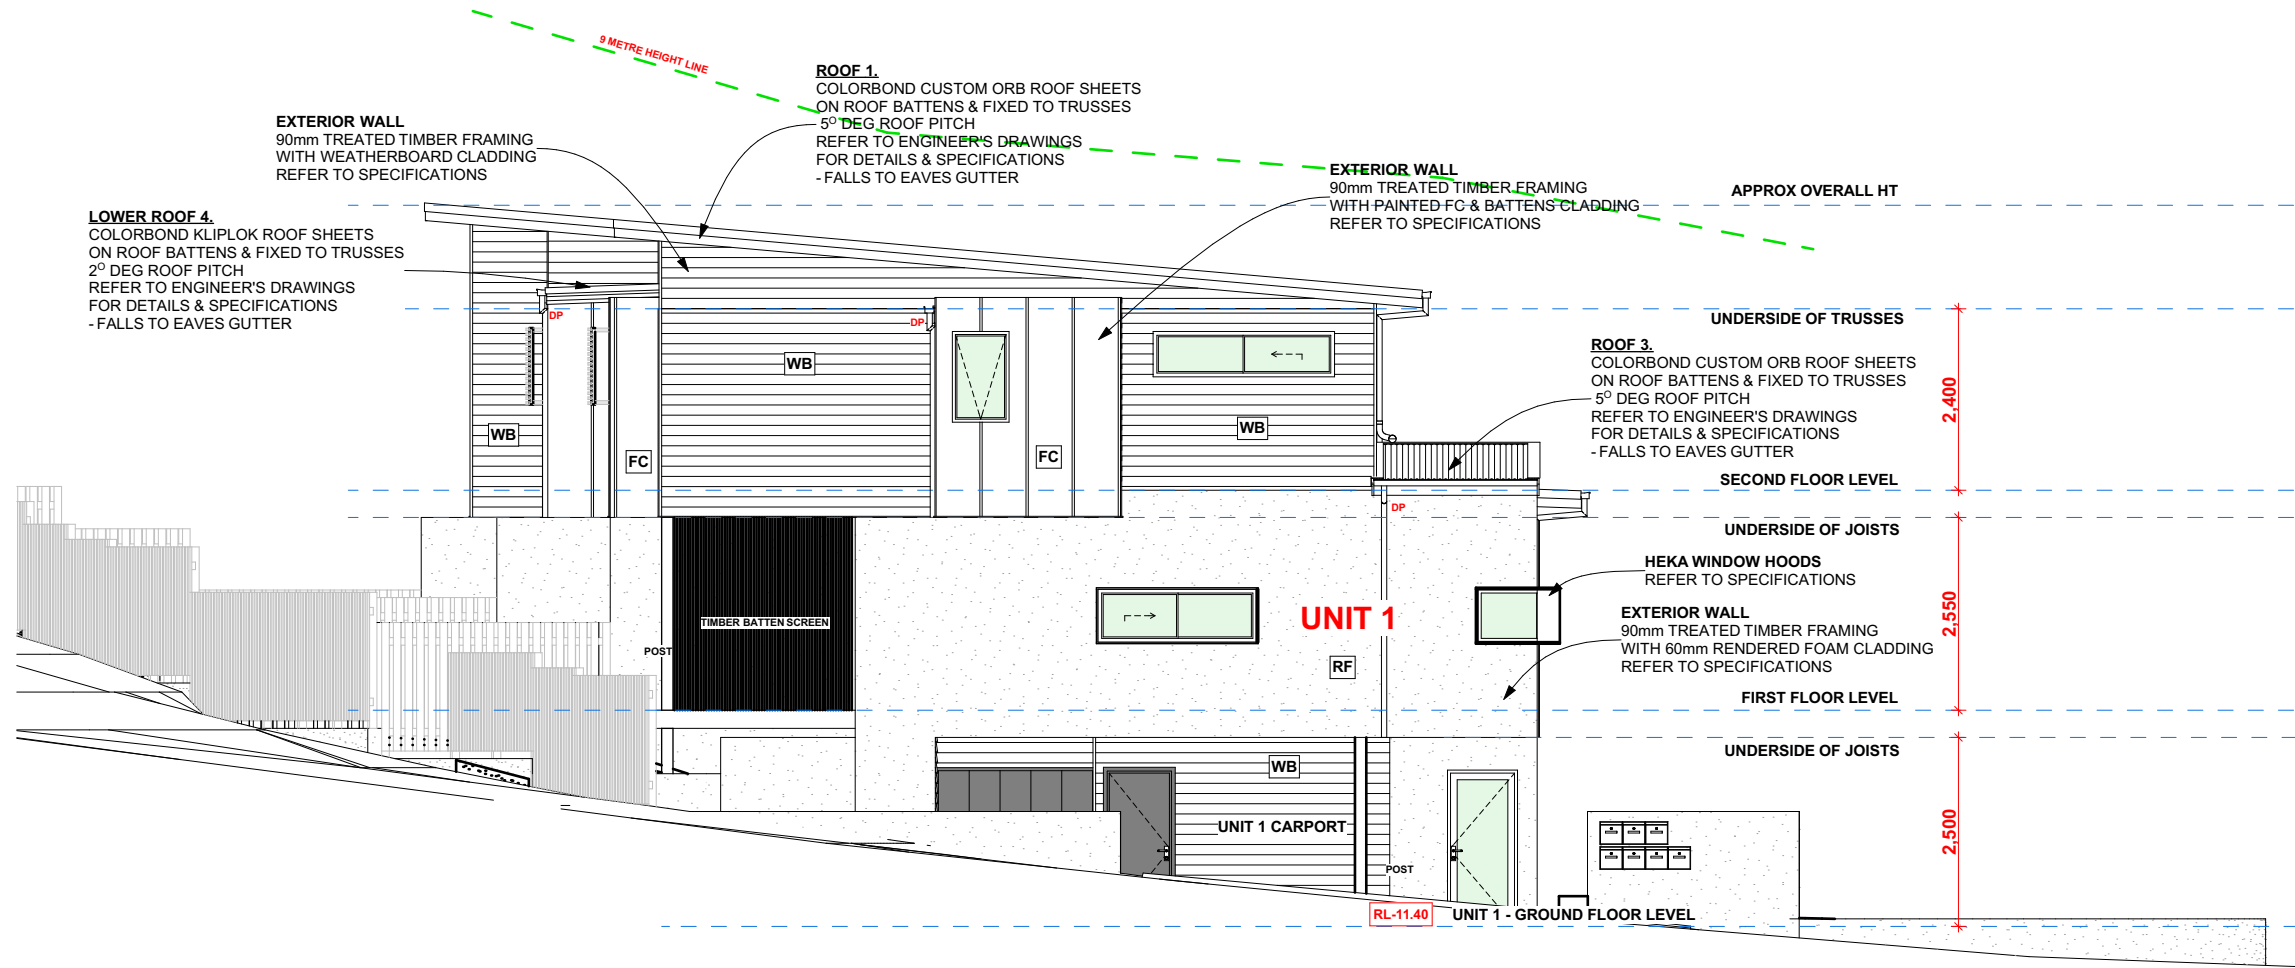 9 METRE HEIGHT LINE
ROOF 1.
COLORBOND CUSTOM ORB ROOF SHEETS
ON ROOF BATTENS & FIXED TO TRUSSES
5° DEG ROOF PITCH
REFER TO ENGINEER'S DRAWINGS
FOR DETAILS & SPECIFICATIONS
- FALLS TO EAVES GUTTER
EXTERIOR WALL
90mm TREATED TIMBER FRAMING
WITH WEATHERBOARD CLADDING
REFER TO SPECIFICATIONS
EXTERIOR WALL
90mm TREATED TIMBER FRAMING
WITH PAINTED FC & BATTENS CLADDING
REFER TO SPECIFICATIONS
APPROX OVERALL HT
LOWER ROOF 4.
COLORBOND KLIPLOK ROOF SHEETS
ON ROOF BATTENS & FIXED TO TRUSSES
2° DEG ROOF PITCH
REFER TO ENGINEER'S DRAWINGS
FOR DETAILS & SPECIFICATIONS
- FALLS TO EAVES GUTTER
DP
DP
UNDERSIDE OF TRUSSES
ROOF 3.
COLORBOND CUSTOM ORB ROOF SHEETS
ON ROOF BATTENS & FIXED TO TRUSSES
5° DEG ROOF PITCH
REFER TO ENGINEER'S DRAWINGS
FOR DETAILS & SPECIFICATIONS
- FALLS TO EAVES GUTTER
2,400
WB
WB
WB
FC
FC
SECOND FLOOR LEVEL
DP
UNDERSIDE OF JOISTS
HEKA WINDOW HOODS
REFER TO SPECIFICATIONS
EXTERIOR WALL
90mm TREATED TIMBER FRAMING
WITH 60mm RENDERED FOAM CLADDING
REFER TO SPECIFICATIONS
2,550
TIMBER BATTEN SCREEN
UNIT 1
POST
RF
FIRST FLOOR LEVEL
UNDERSIDE OF JOISTS
WB
UNIT 1 CARPORT
2,500
POST
RL-11.40
UNIT 1 - GROUND FLOOR LEVEL